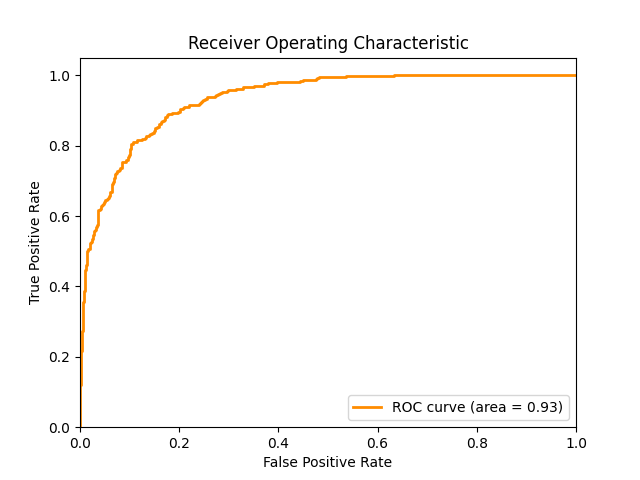 Receiver Operating Characteristic
1.0
0.8
0.6
0.4
0.2
0.0
True Positive Rate
ROC curve (area = 0.93)
0.0 0.2 0.4 0.6 0.8 1.0
False Positive Rate